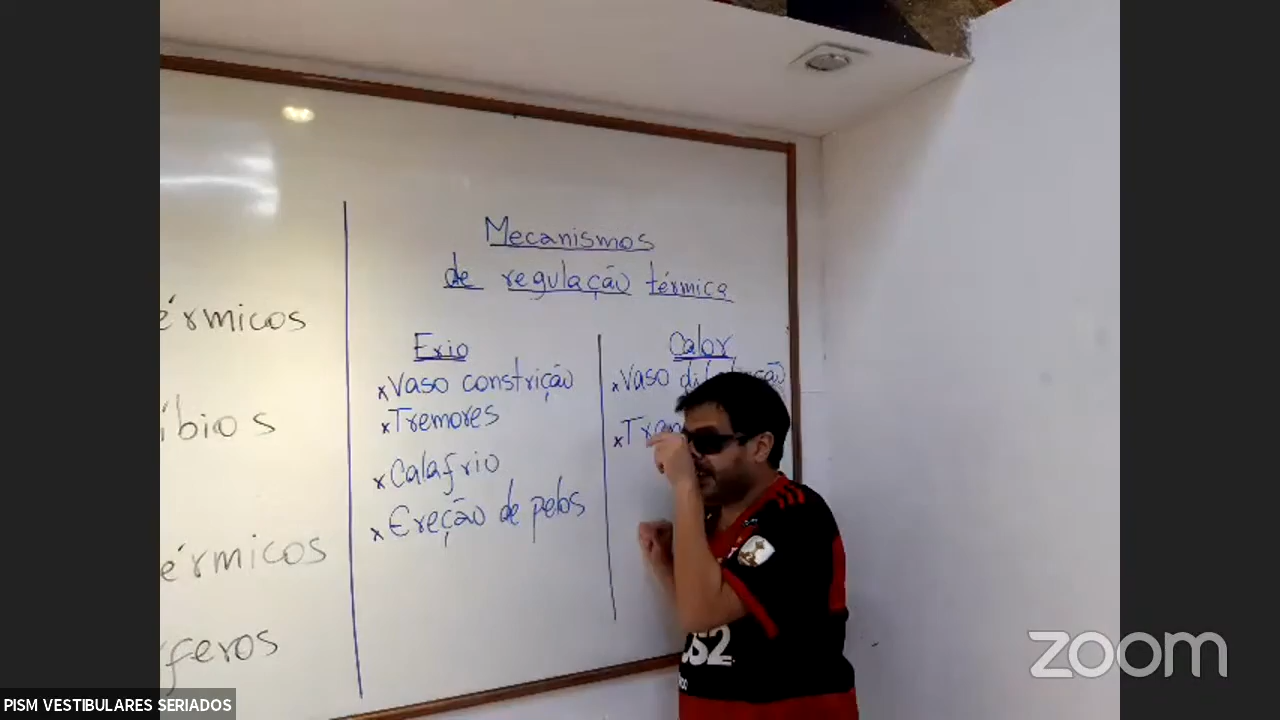 Mecanismos
de regulação térmica
Frio
x Vaso constrição
x Tremores
x Calafrio
x Ereção de pelos
Calor
x Vaso
x
érmicos
íbios
érmicos
feros
zoom
PISM VESTIBULARES SERIADOS